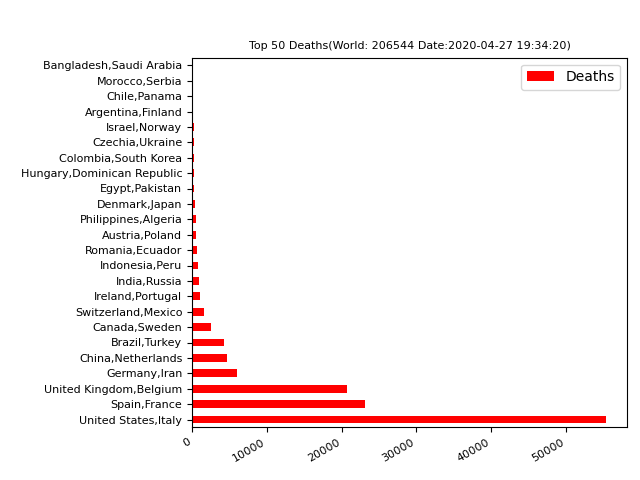 Top 50 Deaths(World: 206544 Date:2020-04-27 19:34:20)
Deaths
Bangladesh,Saudi Arabia
Morocco,Serbia
Chile,Panama
Argentina,Finland
Israel,Norway
Czechia,Ukraine
Colombia,South Korea
Hungary,Dominican Republic
Egypt,Pakistan
Denmark,Japan
Philippines,Algeria
Austria,Poland
Romania,Ecuador
Indonesia,Peru
India,Russia
Ireland,Portugal
Switzerland,Mexico
Canada,Sweden
Brazil,Turkey
China,Netherlands
Germany,Iran
United Kingdom,Belgium
Spain,France
United States,Italy
0 10000 20000 30000 40000 50000